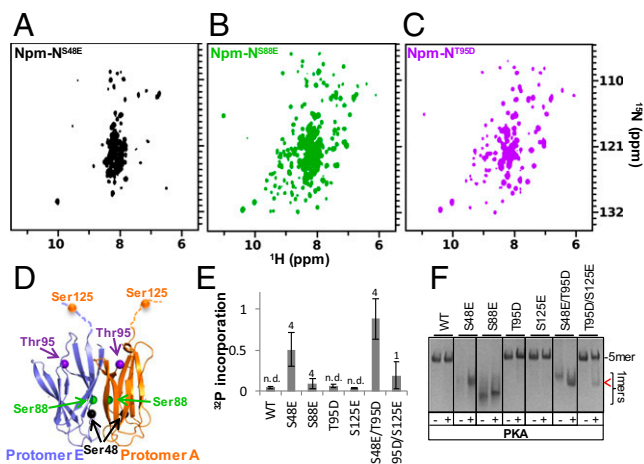 A
B
C
Npm-N^S48E
Npm-N^S88E
Npm-N^T95D
110
121
132
¹⁵N (ppm)
10 8 6
10 8 6
10 8 6
¹H (ppm)
D
E
F
Ser125
Ser125
Thr95
Thr95
Ser88
Ser88
Ser48
Protomer E
Protomer A
³²P incorporation
1
0.5
0
n.d.
4
4
n.d.
n.d.
4
1
WT
S48E
S88E
T95D
S125E
S48E/T95D
95D/S125E
WT
S48E
S88E
T95D
S125E
S48E/T95D
T95D/S125E
-5mer
1mers
- + - + - + - + - + - + - +
PKA